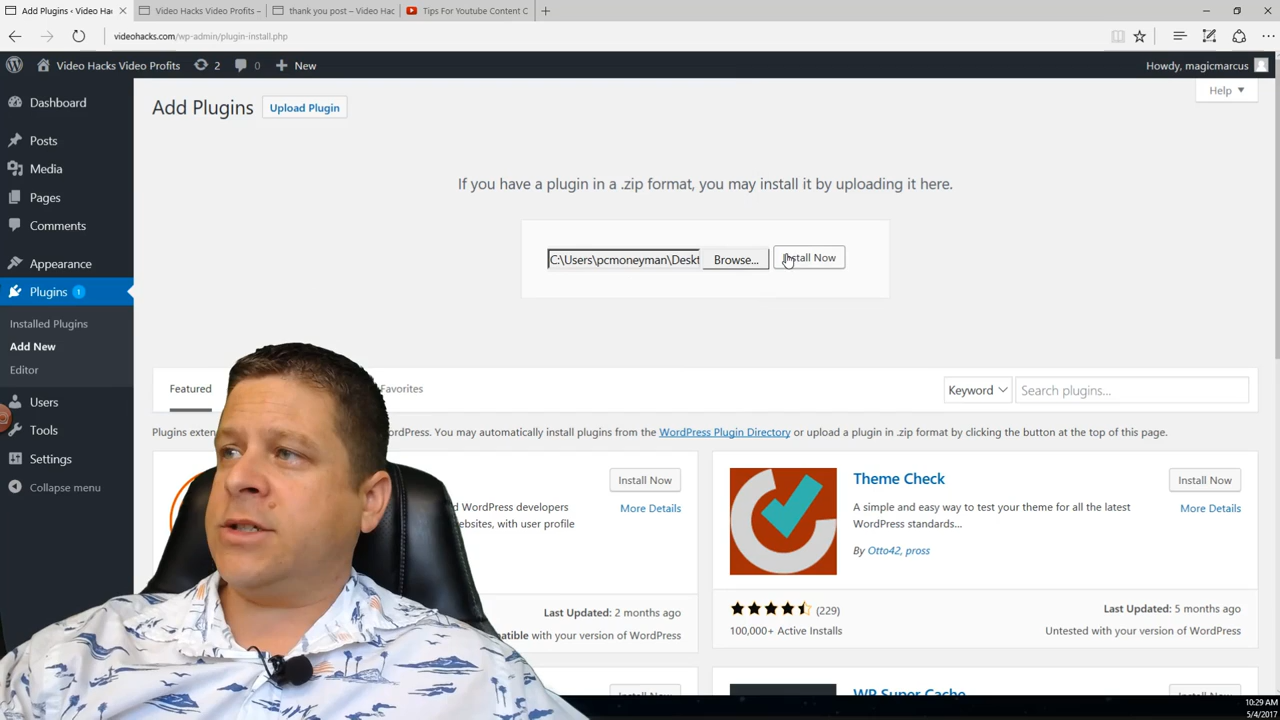 Add Plugins ‹ Video Hac
Video Hacks Video Profits –
thank you post – Video Hac
Tips For Youtube Content C
videohacks.com/wp-admin/plugin-install.php
Video Hacks Video Profits
2
0
New
Howdy, magicmarcus
Dashboard
Posts
Media
Pages
Comments
Appearance
Plugins 1
Installed Plugins
Add New
Editor
Users
Tools
Settings
Collapse menu
Add Plugins
Upload Plugin
Help
If you have a plugin in a .zip format, you may install it by uploading it here.
C:\Users\pcmoneyman\Deskt
Browse...
Install Now
Featured
Favorites
Keyword
Search plugins...
Plugins exten
rdPress. You may automatically install plugins from the WordPress Plugin Directory or upload a plugin in .zip format by clicking the button at the top of this page.
Install Now
More Details
d WordPress developers
websites, with user profile
Last Updated: 2 months ago
patible with your version of WordPress
Theme Check
Install Now
More Details
A simple and easy way to test your theme for all the latest
WordPress standards...
By Otto42, pross
(229)
Last Updated: 5 months ago
100,000+ Active Installs
Untested with your version of WordPress
Install Now
WP Super Cache
Install Now
10:29 AM
5/4/2017